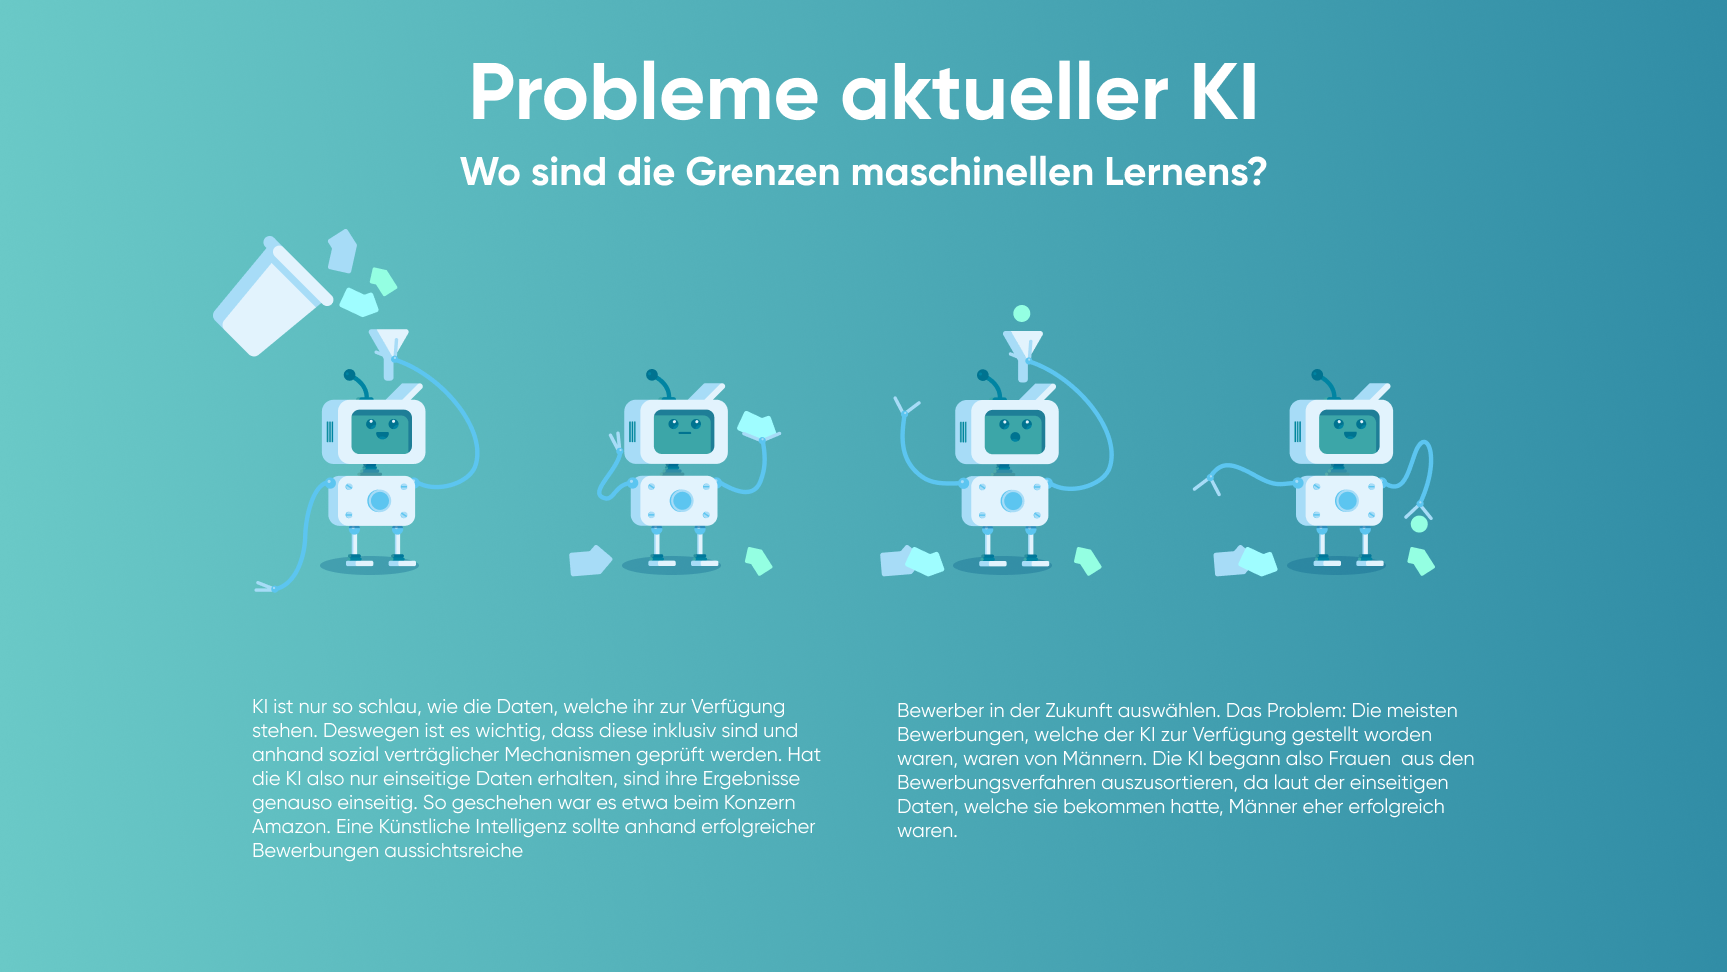 Probleme aktueller KI
Wo sind die Grenzen maschinellen Lernens?
KI ist nur so schlau, wie die Daten, welche ihr zur Verfügung
stehen. Deswegen ist es wichtig, dass diese inklusiv sind und
anhand sozial verträglicher Mechanismen geprüft werden. Hat
die KI also nur einseitige Daten erhalten, sind ihre Ergebnisse
genauso einseitig. So geschehen war es etwa beim Konzern
Amazon. Eine Künstliche Intelligenz sollte anhand erfolgreicher
Bewerbungen aussichtsreiche
Bewerber in der Zukunft auswählen. Das Problem: Die meisten
Bewerbungen, welche der KI zur Verfügung gestellt worden
waren, waren von Männern. Die KI begann also Frauen  aus den
Bewerbungsverfahren auszusortieren, da laut der einseitigen
Daten, welche sie bekommen hatte, Männer eher erfolgreich
waren.